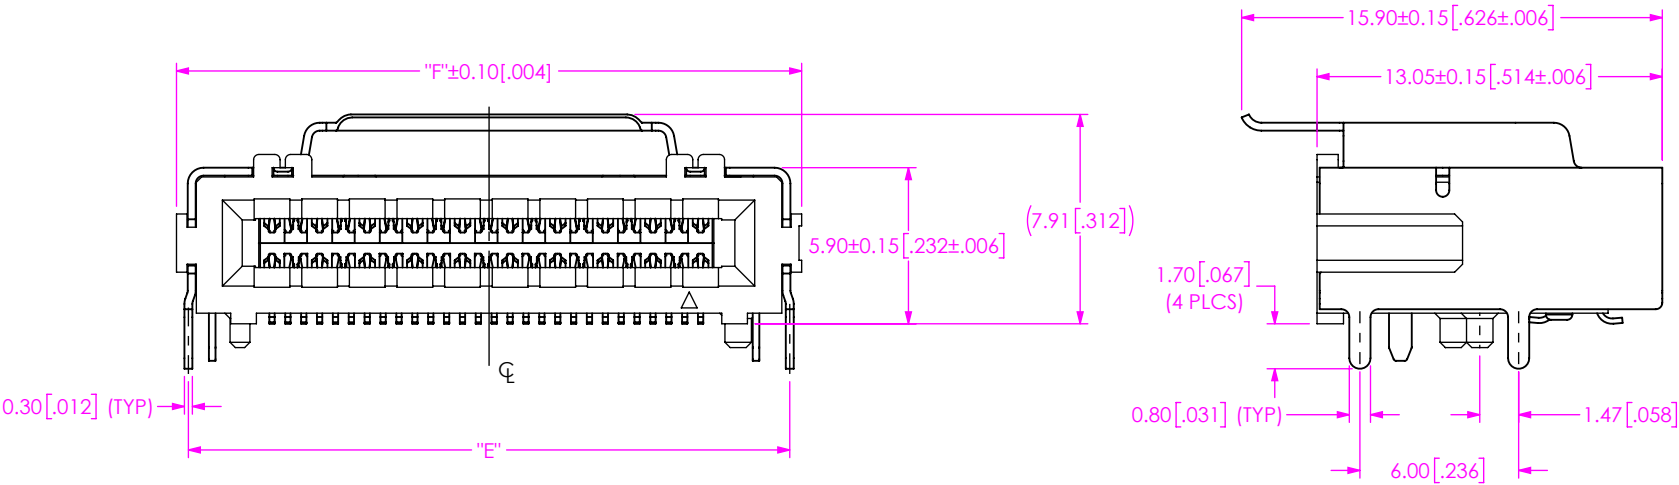 15.90±0.15[.626±.006]
"F"±0.10[.004]
13.05±0.15[.514±.006]
(7.91[.312])
5.90±0.15[.232±.006]
1.70[.067]
(4 PLCS)
℄
0.30[.012] (TYP)
0.80[.031] (TYP)
1.47[.058]
"E"
6.00[.236]